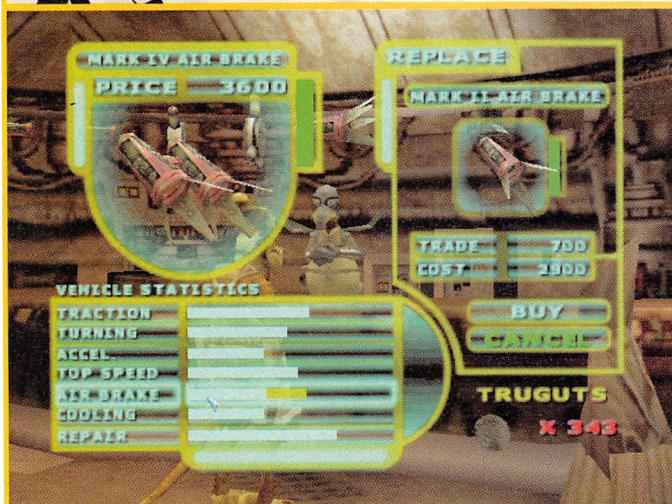 MARK IV AIR BRAKE
PRICE 3600
REPLACE
MARK II AIR BRAKE
TRADE 700
COST 2900
BUY
CANCEL
VEHICLE STATISTICS
TRACTION
TURNING
ACCEL.
TOP SPEED
AIR BRAKE
COOLING
REPAIR
TRUGUTS
X 343